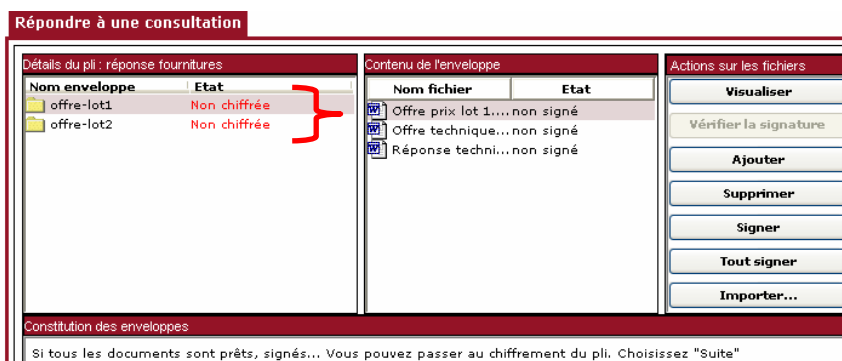 Répondre à une consultation
Détails du pli : réponse fournitures
Nom enveloppe Etat
offre-lot1 Non chiffrée
offre-lot2 Non chiffrée
Contenu de l'enveloppe
Nom fichier Etat
Offre prix lot 1.... non signé
Offre technique... non signé
Réponse techni... non signé
Actions sur les fichiers
Visualiser
Vérifier la signature
Ajouter
Supprimer
Signer
Tout signer
Importer...
Constitution des enveloppes
Si tous les documents sont prêts, signés... Vous pouvez passer au chiffrement du pli. Choisissez "Suite"